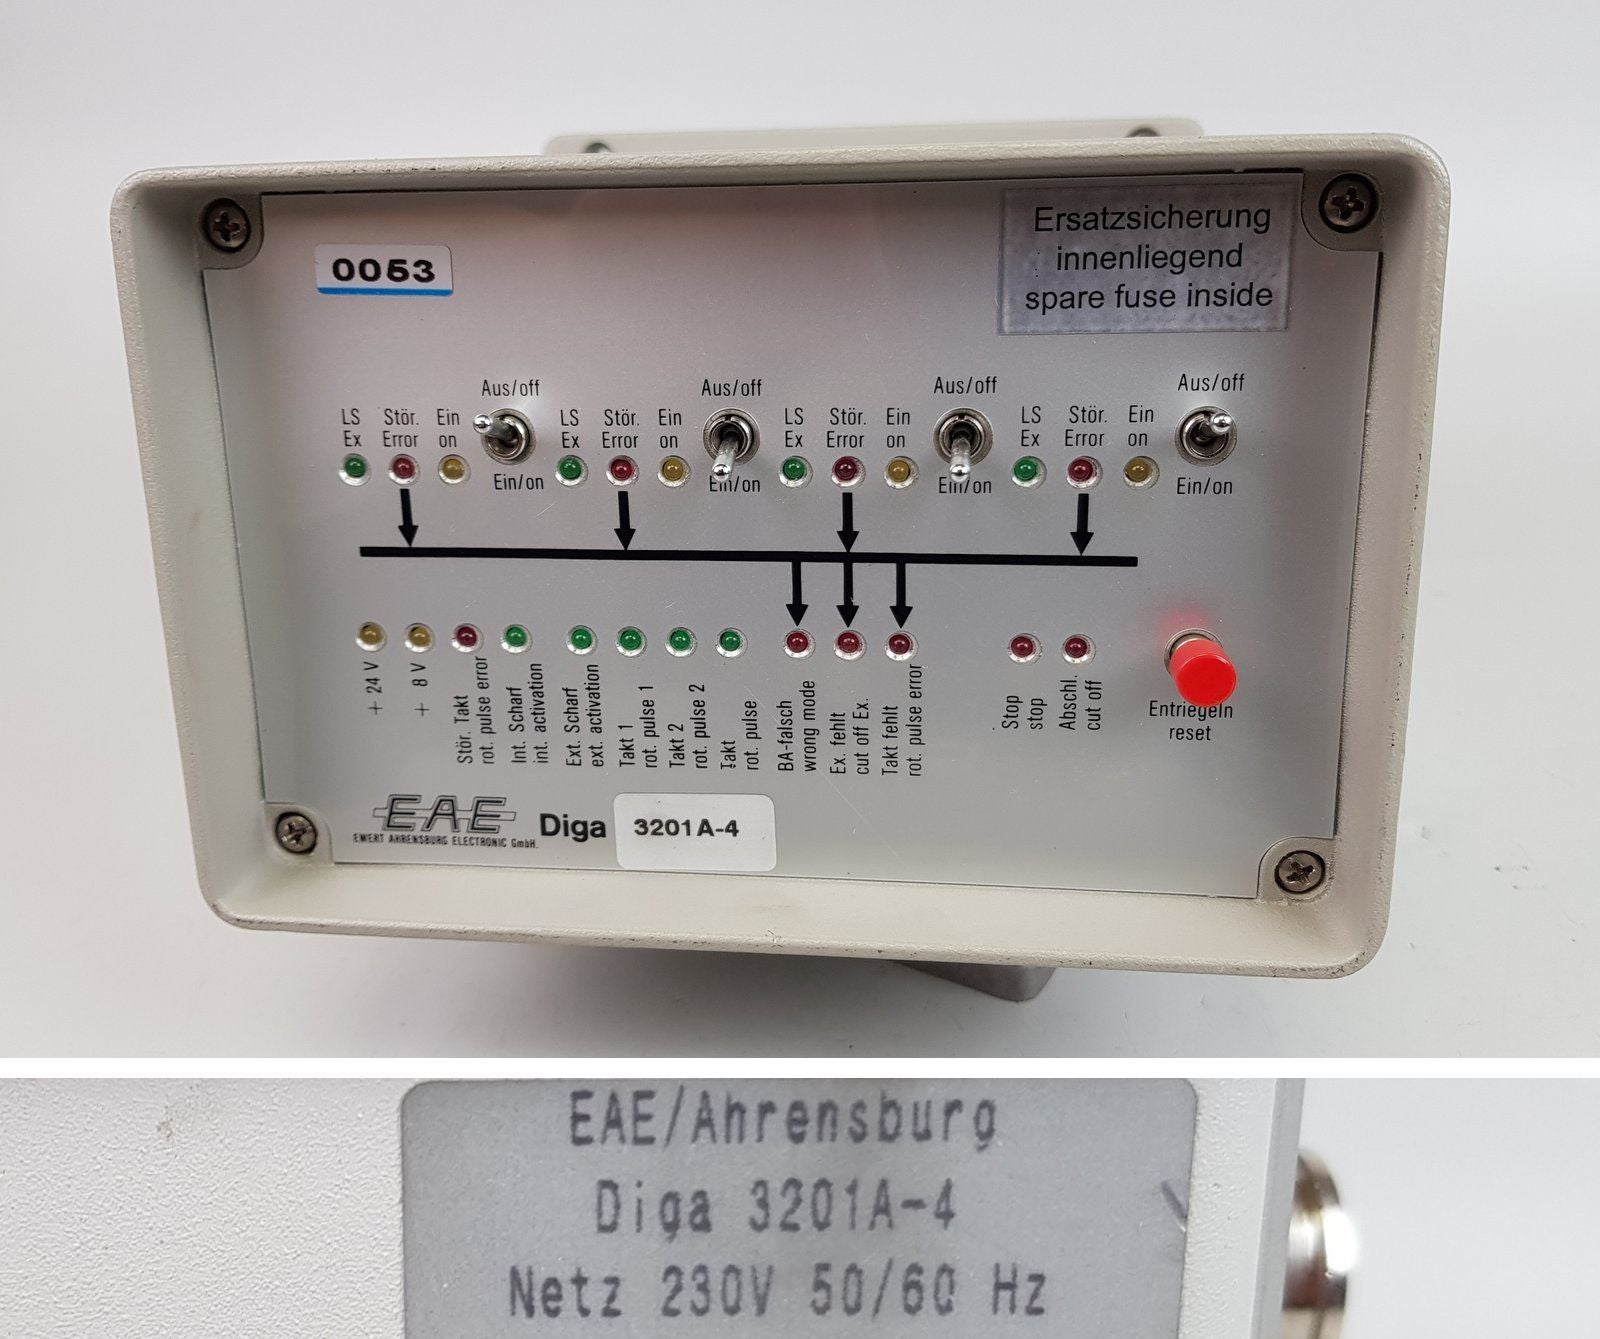 0053
Ersatzsicherung
innenliegend
spare fuse inside
Aus/off
Aus/off
Aus/off
Aus/off
LS Ex
Stör. Error
Ein on
LS Ex
Stör. Error
Ein on
LS Ex
Stör. Error
Ein on
LS Ex
Stör. Error
Ein on
Ein/on
Ein/on
Ein/on
Ein/on
+ 24 V
+ 8 V
Stör. Takt
rot. pulse error
Int. Scharf
int. activation
Ext. Scharf
ext. activation
Takt 1
rot. pulse 1
Takt 2
rot. pulse 2
Takt
rot. pulse
BA-falsch
wrong mode
Ex. fehlt
cut off Ex.
Takt fehlt
rot. pulse error
Stop
stop
Abschl.
cut off
Entriegeln
reset
EAE
EWERT AHRENSBURG ELECTRONIC GmbH.
Diga 3201A-4
EAE/Ahrensburg
Diga 3201A-4
Netz 230V 50/60 Hz